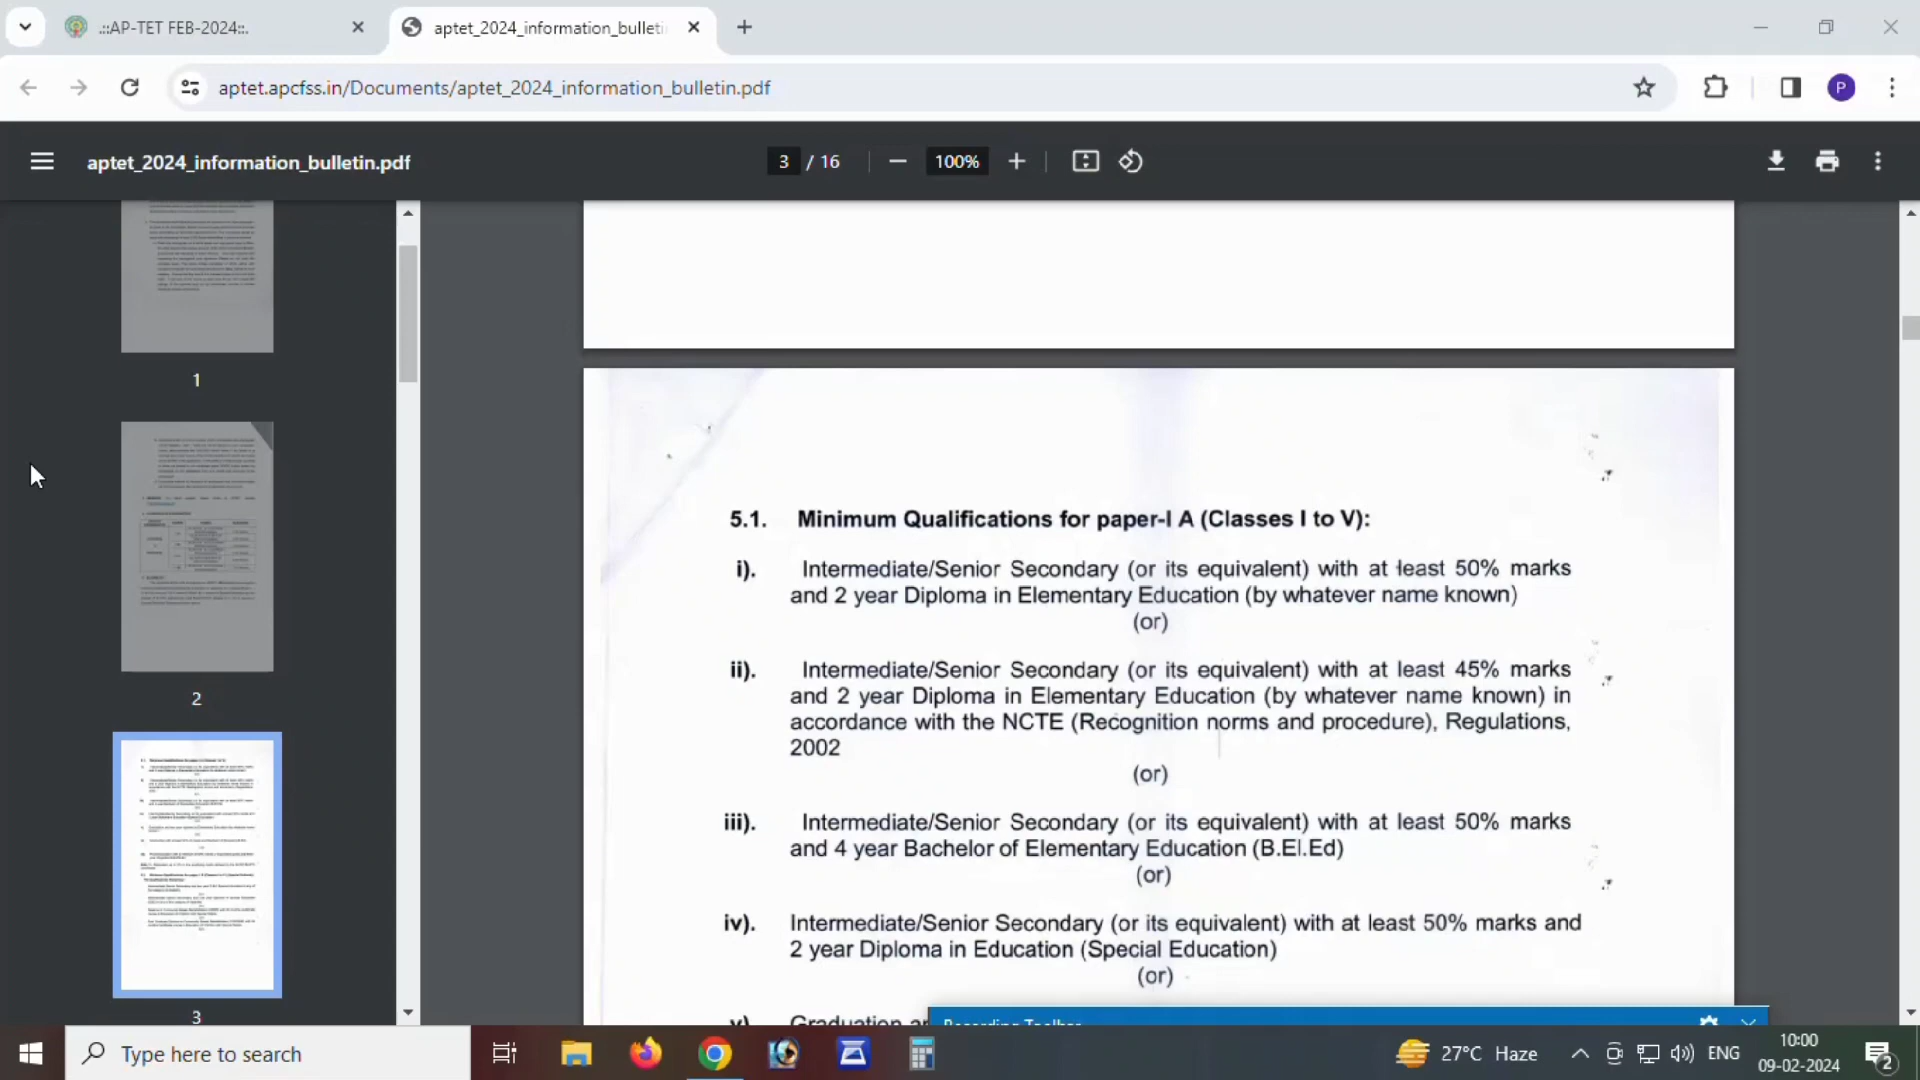 .::AP-TET FEB-2024::.
aptet_2024_information_bulleti
aptet.apcfss.in/Documents/aptet_2024_information_bulletin.pdf
P
aptet_2024_information_bulletin.pdf
3 / 16
100%
1
2
3
5.1. Minimum Qualifications for paper-I A (Classes I to V):
i). Intermediate/Senior Secondary (or its equivalent) with at least 50% marks
and 2 year Diploma in Elementary Education (by whatever name known)
(or)
ii). Intermediate/Senior Secondary (or its equivalent) with at least 45% marks
and 2 year Diploma in Elementary Education (by whatever name known) in
accordance with the NCTE (Recognition norms and procedure), Regulations,
2002
(or)
iii). Intermediate/Senior Secondary (or its equivalent) with at least 50% marks
and 4 year Bachelor of Elementary Education (B.El.Ed)
(or)
iv). Intermediate/Senior Secondary (or its equivalent) with at least 50% marks and
2 year Diploma in Education (Special Education)
(or)
v). Graduation
Recording Toolbar
Type here to search
27°C Haze
ENG
10:00
09-02-2024
2